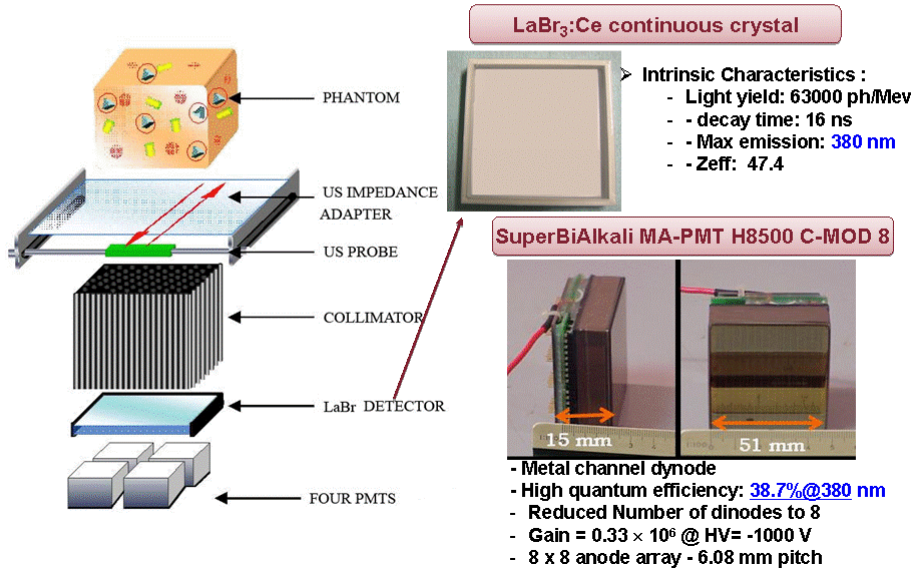 LaBr3:Ce continuous crystal
PHANTOM
US IMPEDANCE
ADAPTER
US PROBE
COLLIMATOR
LaBr DETECTOR
FOUR PMTS
➢ Intrinsic Characteristics :
- Light yield: 63000 ph/Mev
- - decay time: 16 ns
- - Max emission: 380 nm
- - Zeff: 47.4
SuperBiAlkali MA-PMT H8500 C-MOD 8
15 mm
51 mm
- Metal channel dynode
- High quantum efficiency: 38.7%@380 nm
- Reduced Number of dinodes to 8
- Gain = 0.33 × 10⁶ @ HV= -1000 V
- 8 x 8 anode array - 6.08 mm pitch